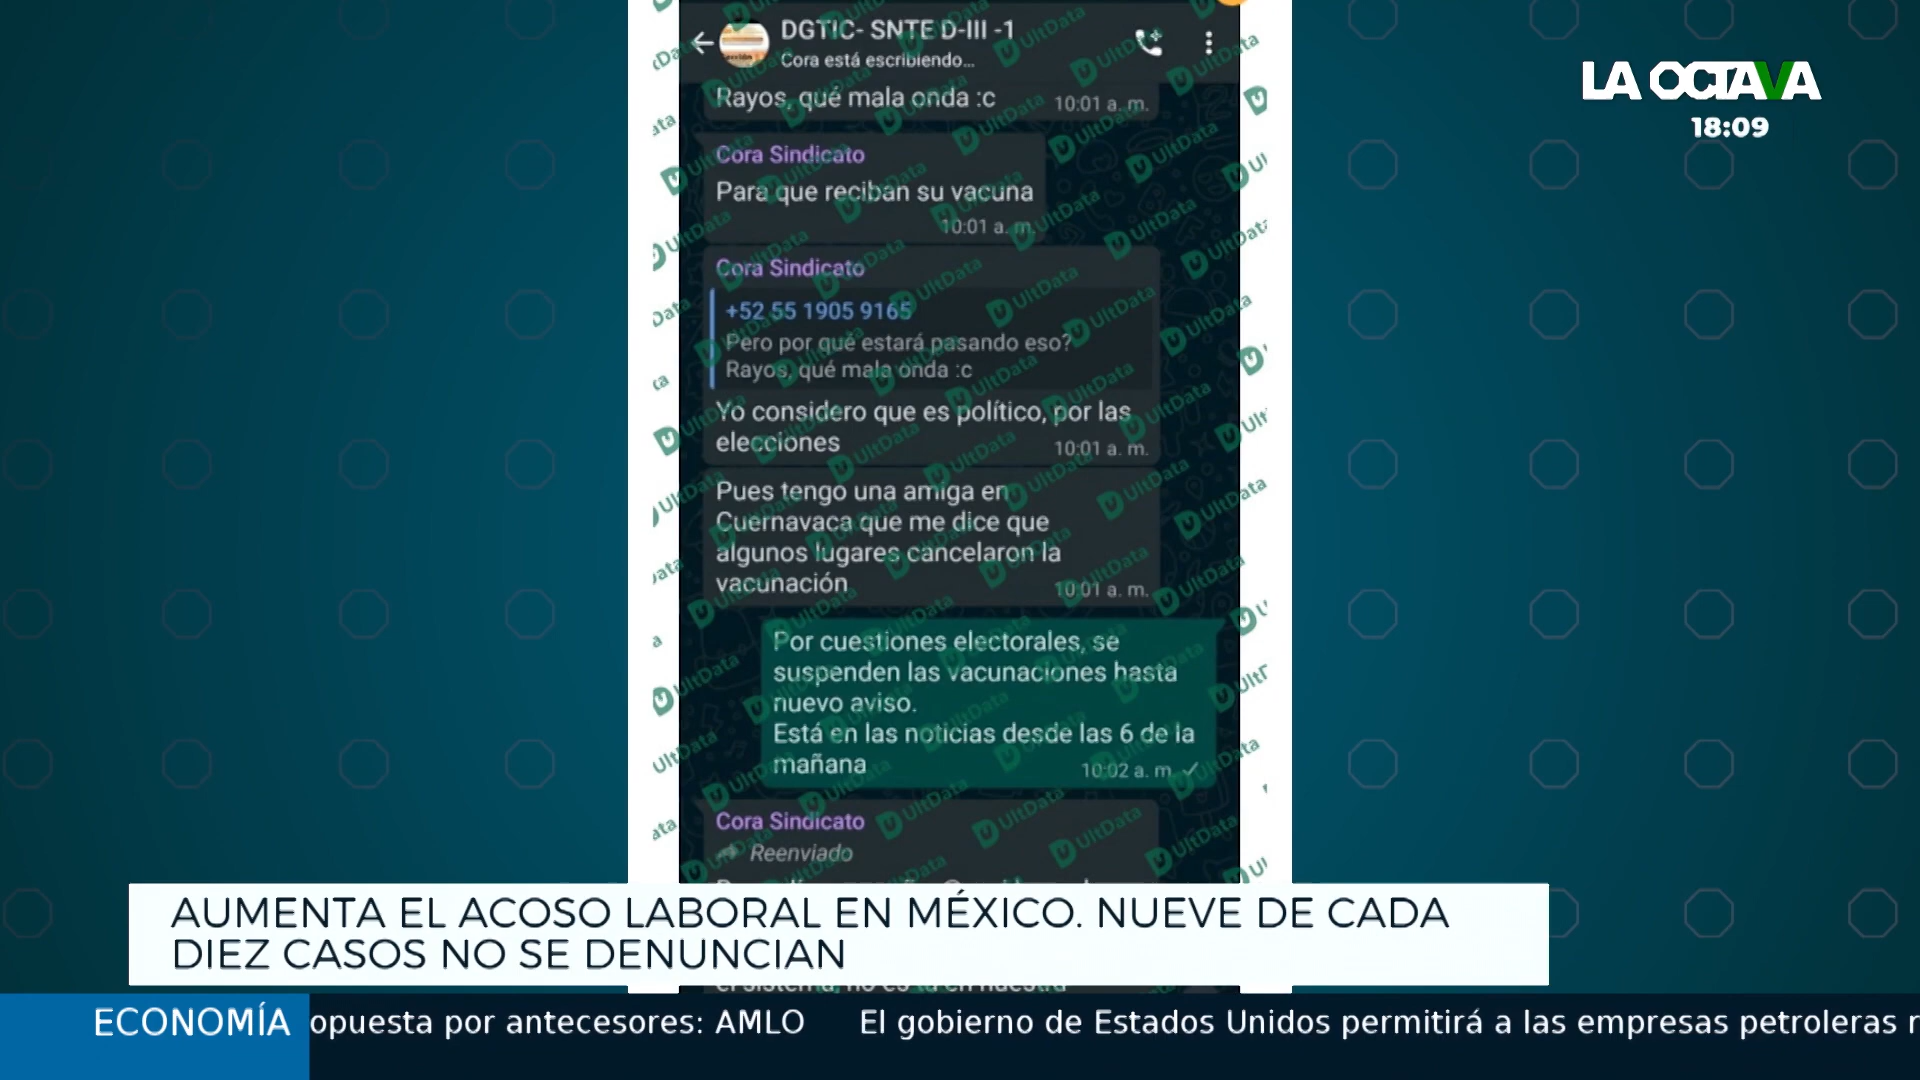 DGTIC- SNTE D-III -1
Cora está escribiendo...
Rayos, qué mala onda :c 10:01 a. m.
Cora Sindicato
Para que reciban su vacuna
10:01 a. m.
Cora Sindicato
+52 55 1905 9165
Pero por qué estará pasando eso?
Rayos, qué mala onda :c
Yo considero que es político, por las
elecciones 10:01 a. m.
Pues tengo una amiga en
Cuernavaca que me dice que
algunos lugares cancelaron la
vacunación 10:01 a. m.
Por cuestiones electorales, se
suspenden las vacunaciones hasta
nuevo aviso.
Está en las noticias desde las 6 de la
mañana 10:02 a. m
Cora Sindicato
Reenviado
LA OCTAVA
18:09
UltData
AUMENTA EL ACOSO LABORAL EN MÉXICO. NUEVE DE CADA
DIEZ CASOS NO SE DENUNCIAN
ECONOMÍA opuesta por antecesores: AMLO El gobierno de Estados Unidos permitirá a las empresas petroleras